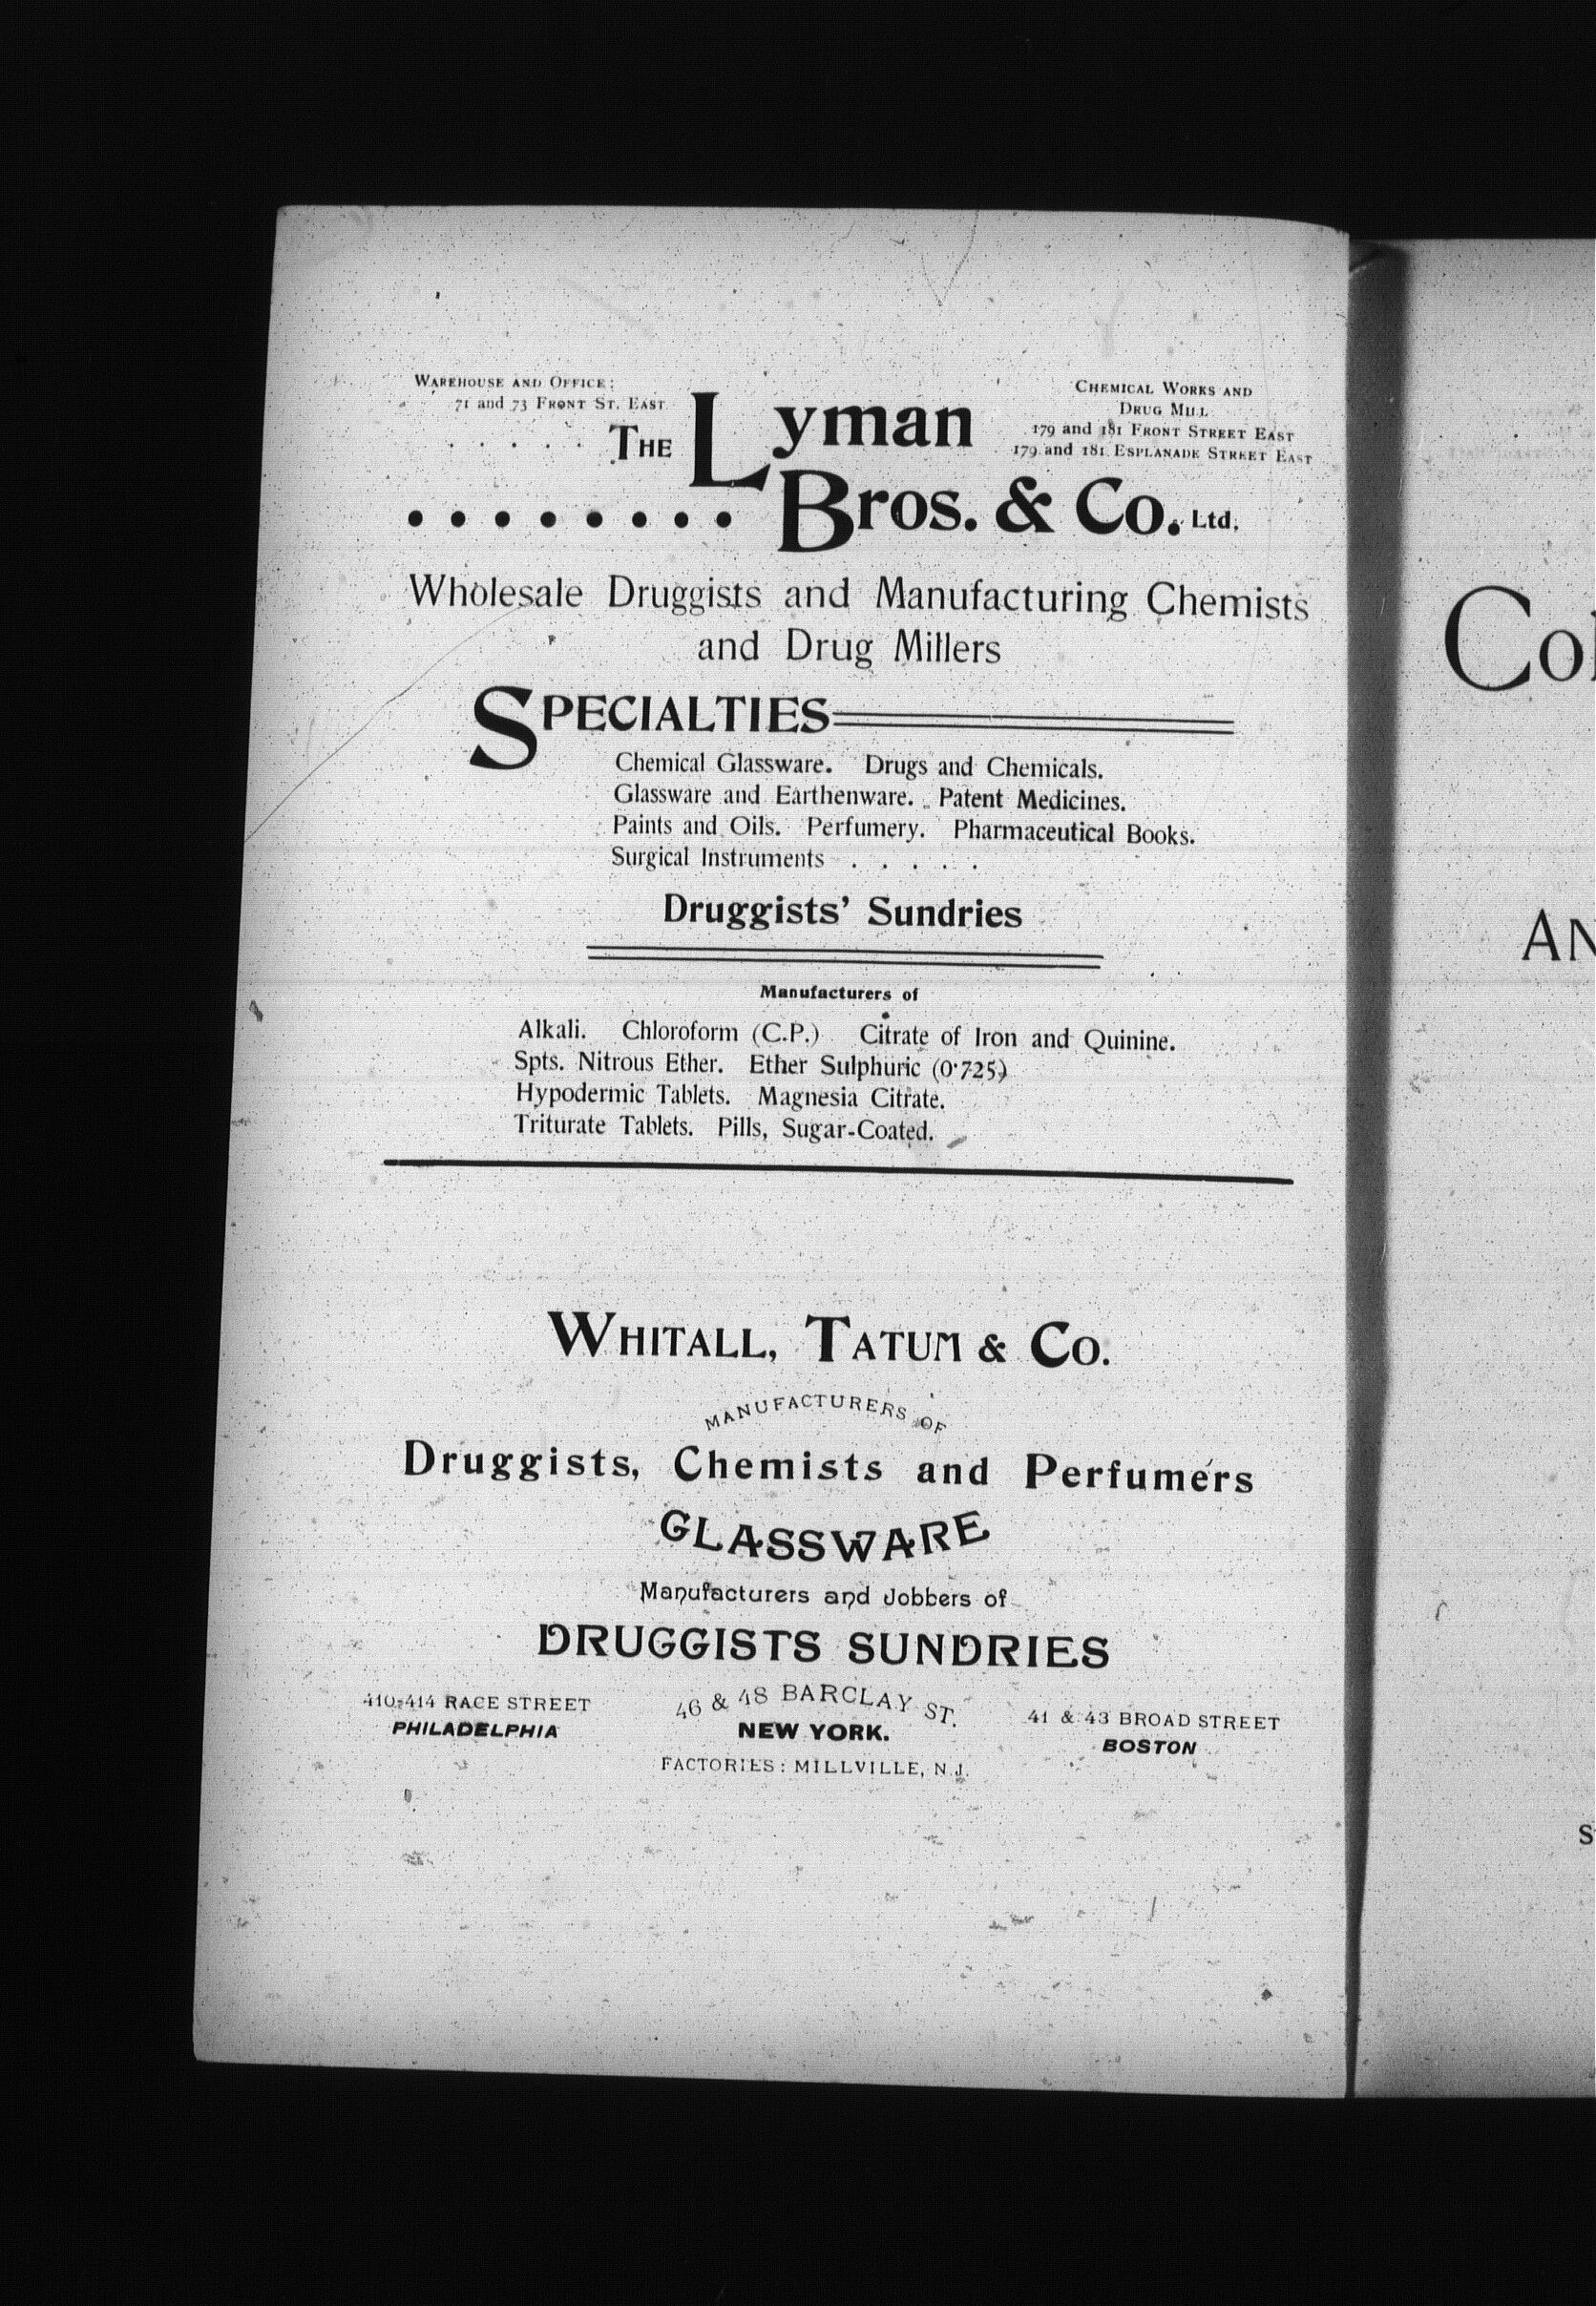 WAREHOUSE AND OFFICE:
71 and 73 FRONT ST. EAST
CHEMICAL WORKS AND
DRUG MILL
179 and 181 FRONT STREET EAST
179 and 181 ESPLANADE STREET EAST
. . . . . THE Lyman
. . . . . . . . Bros. & Co. Ltd.
Wholesale Druggists and Manufacturing Chemists
and Drug Millers
SPECIALTIES
Chemical Glassware. Drugs and Chemicals.
Glassware and Earthenware. Patent Medicines.
Paints and Oils. Perfumery. Pharmaceutical Books.
Surgical Instruments . . . . .
Druggists' Sundries
Manufacturers of
Alkali. Chloroform (C.P.) Citrate of Iron and Quinine.
Spts. Nitrous Ether. Ether Sulphuric (0·725)
Hypodermic Tablets. Magnesia Citrate.
Triturate Tablets. Pills, Sugar-Coated.
WHITALL, TATUM & CO.
MANUFACTURERS OF
Druggists, Chemists and Perfumers
GLASSWARE
Manufacturers and Jobbers of
DRUGGISTS SUNDRIES
410-414 RACE STREET
PHILADELPHIA
46 & 48 BARCLAY ST.
NEW YORK.
41 & 43 BROAD STREET
BOSTON
FACTORIES: MILLVILLE, N.J.